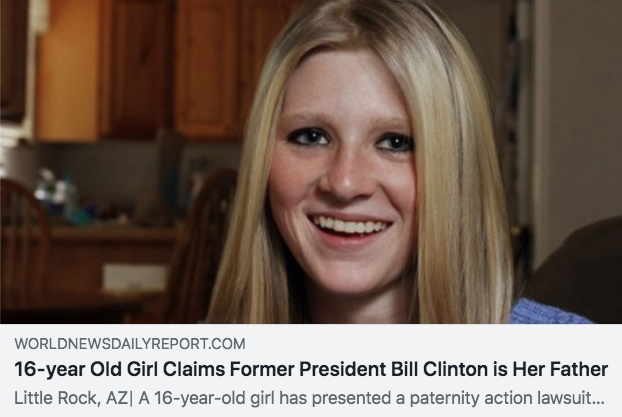 WORLDNEWSDAILYREPORT.COM
16-year Old Girl Claims Former President Bill Clinton is Her Father
Little Rock, AZ| A 16-year-old girl has presented a paternity action lawsuit...